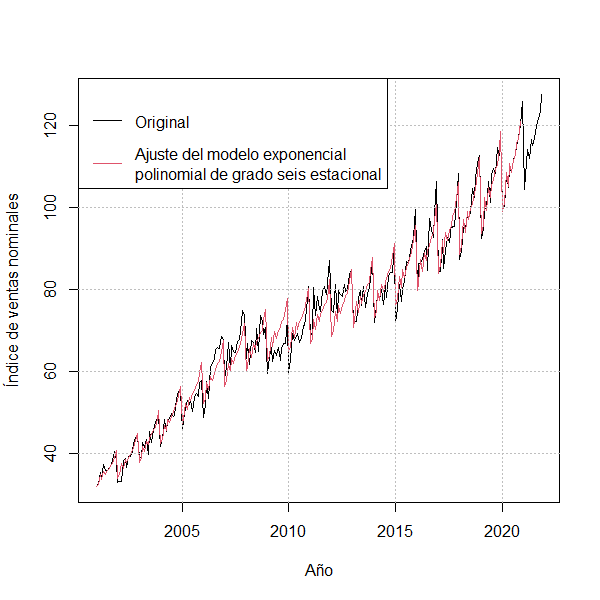 Original
Ajuste del modelo exponencial
polinomial de grado seis estacional
Índice de ventas nominales
120
100
80
60
40
2005 2010 2015 2020
Año